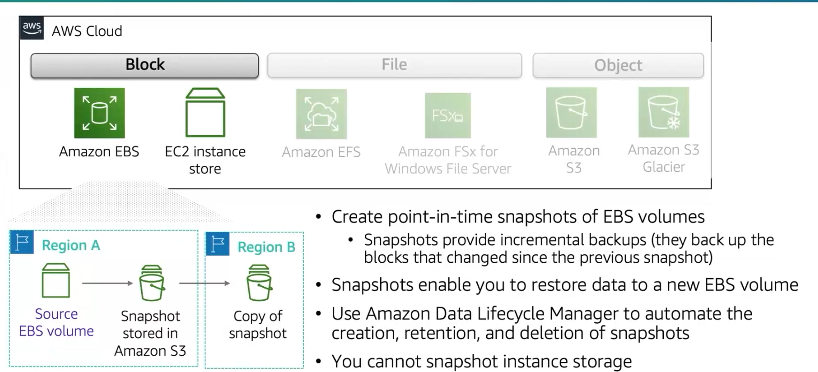 aws AWS Cloud
Block File Object
FSx
Amazon EBS EC2 instance store Amazon EFS Amazon FSx for Windows File Server Amazon S3 Amazon S3 Glacier
Region A
Source EBS volume
Snapshot stored in Amazon S3
Region B
Copy of snapshot
• Create point-in-time snapshots of EBS volumes
• Snapshots provide incremental backups (they back up the
blocks that changed since the previous snapshot)
• Snapshots enable you to restore data to a new EBS volume
• Use Amazon Data Lifecycle Manager to automate the
creation, retention, and deletion of snapshots
• You cannot snapshot instance storage